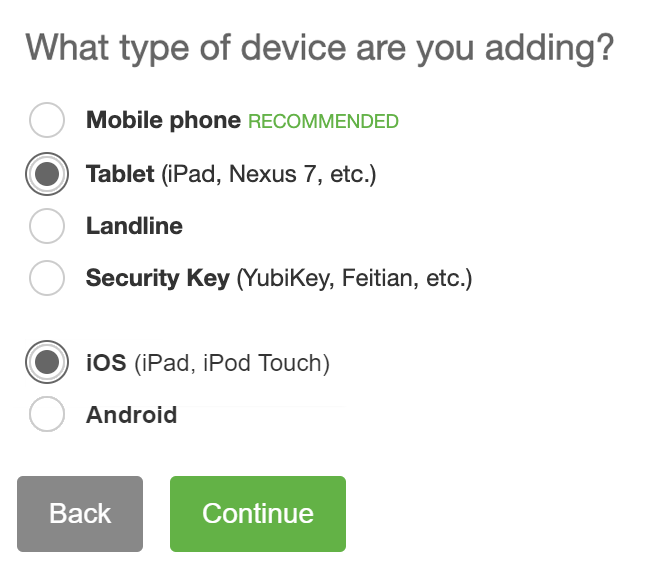 What type of device are you adding?
Mobile phone RECOMMENDED
Tablet (iPad, Nexus 7, etc.)
Landline
Security Key (YubiKey, Feitian, etc.)
iOS (iPad, iPod Touch)
Android
Back Continue